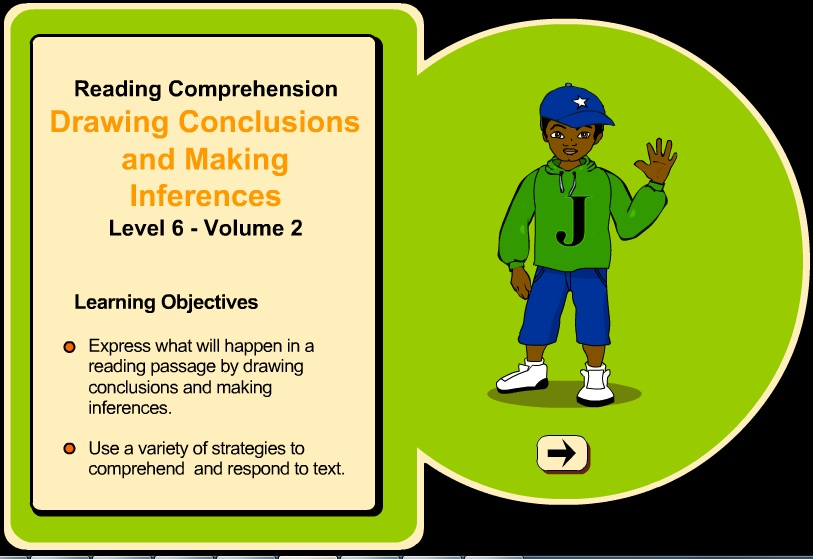 Reading Comprehension
Drawing Conclusions
and Making
Inferences
Level 6 - Volume 2
Learning Objectives
Express what will happen in a
reading passage by drawing
conclusions and making
inferences.
Use a variety of strategies to
comprehend and respond to text.
J